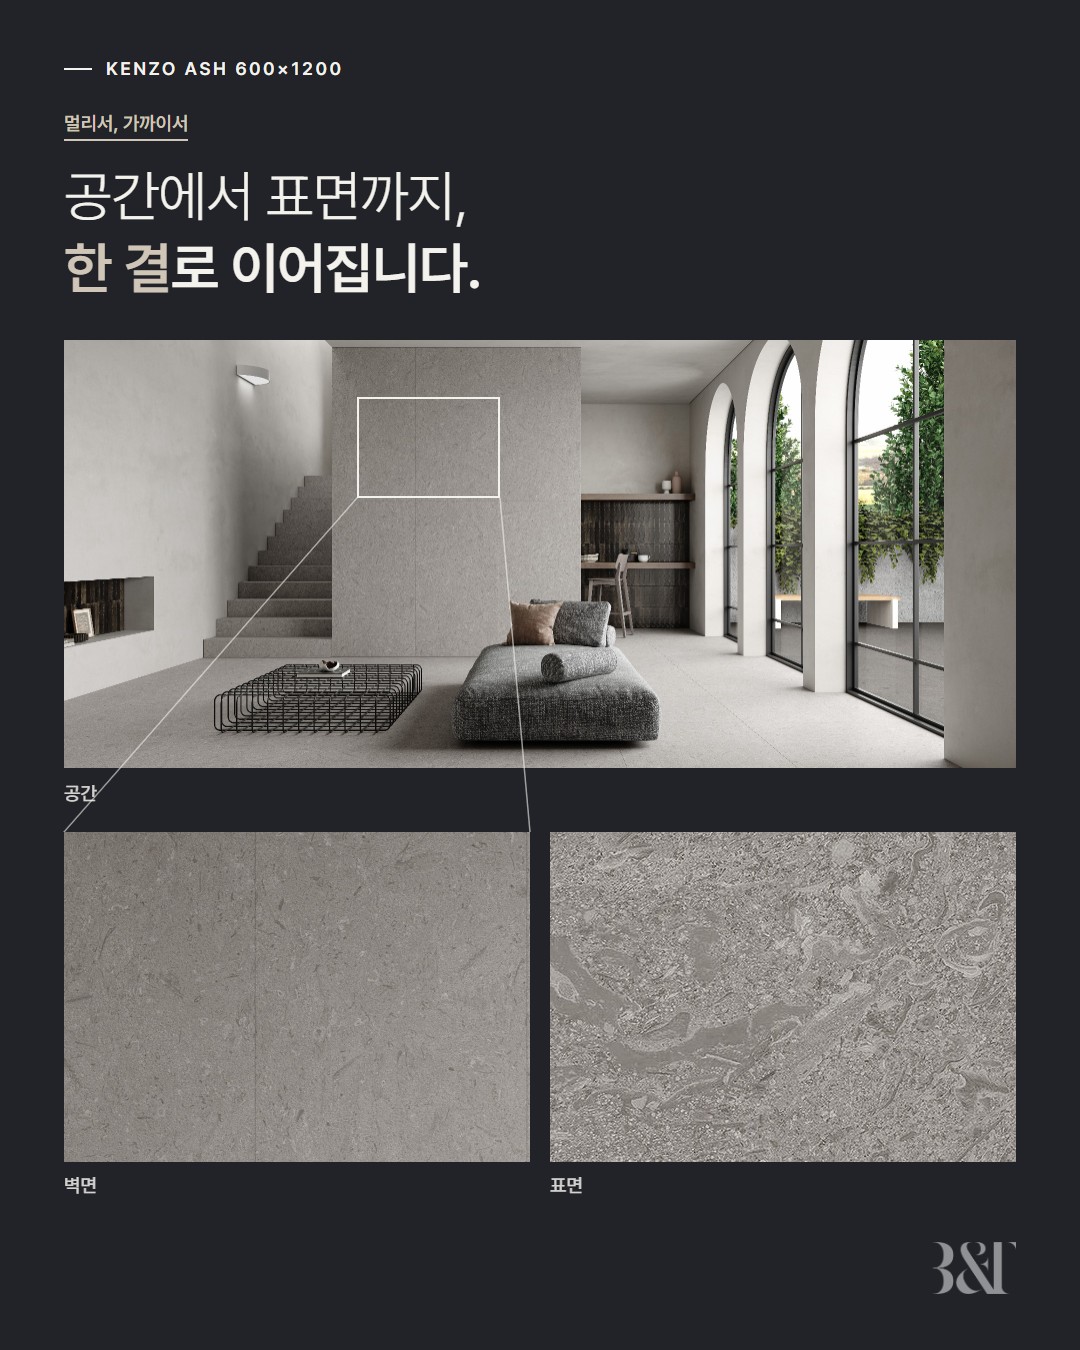 KENZO ASH 600×1200
멀리서, 가까이서
공간에서 표면까지,
한 결로 이어집니다.
공간
벽면
표면
B&T